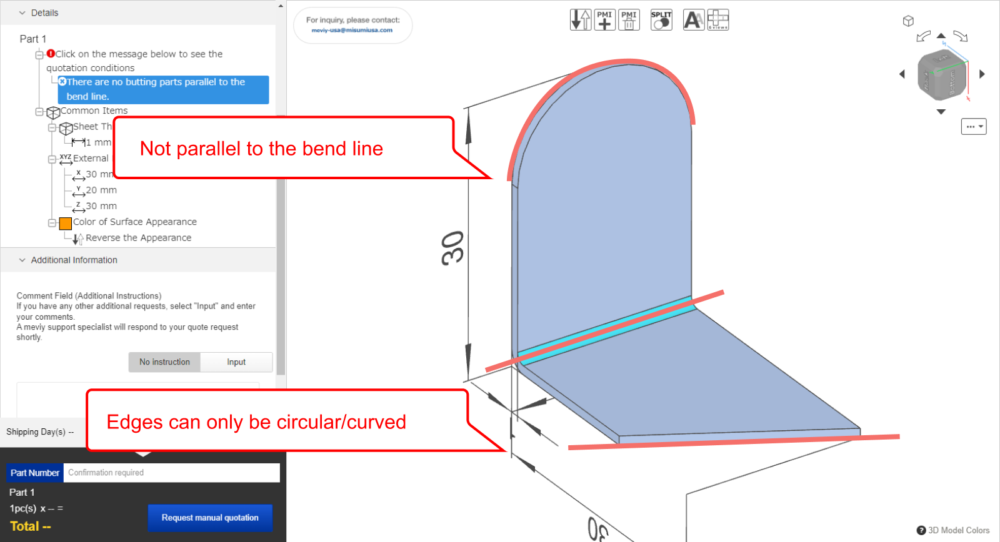 Details
Part 1
Click on the message below to see the
quotation conditions
There are no butting parts parallel to the
bend line.
Common Items
Sheet Th
1 mm
XYZ External
X 30 mm
Y 20 mm
Z 30 mm
Color of Surface Appearance
Reverse the Appearance
Additional Information
Comment Field (Additional Instructions)
If you have any other additional requests, select "Input" and enter
your comments.
A meviy support specialist will respond to your quote request
shortly.
No instruction
Input
Shipping Day(s) --
Part Number
Confirmation required
Part 1
1pc(s) x -- =
Total --
Request manual quotation
For inquiry, please contact:
meviy-usa@misumiusa.com
PMI
PMI
SPLIT
AA
6views
Not parallel to the bend line
Edges can only be circular/curved
30
30
Bottom
3D Model Colors